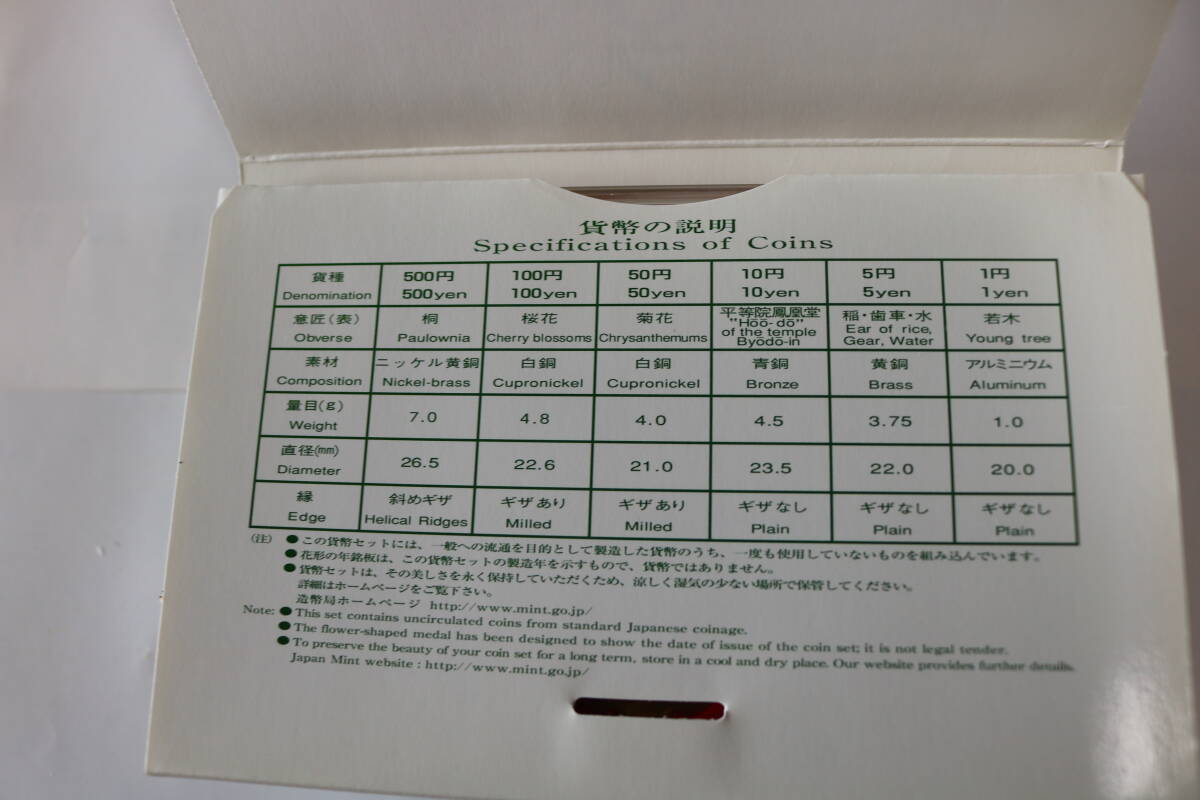 貨幣の説明
Specifications of Coins
貨種 500円 100円 50円 10円 5円 1円
Denomination 500yen 100yen 50yen 10yen 5yen 1yen
意匠(表) 桐 桜花 菊花 平等院鳳凰堂 稲・歯車・水 若木
Obverse Paulownia Cherry blossoms Chrysanthemums "Hōō-dō" of the temple Byōdō-in Ear of rice, Gear, Water Young tree
素材 ニッケル黄銅 白銅 白銅 青銅 黄銅 アルミニウム
Composition Nickel-brass Cupronickel Cupronickel Bronze Brass Aluminum
量目(g) 7.0 4.8 4.0 4.5 3.75 1.0
Weight
直径(mm) 26.5 22.6 21.0 23.5 22.0 20.0
Diameter
縁 斜めギザ ギザあり ギザあり ギザなし ギザなし ギザなし
Edge Helical Ridges Milled Milled Plain Plain Plain
(注) ●この貨幣セットには、一般への流通を目的として製造した貨幣のうち、一度も使用していないものを組み込んでいます。
●花形の年銘板は、この貨幣セットの製造年を示すもので、貨幣ではありません。
●貨幣セットは、その美しさを永く保持していただくため、涼しく湿気の少ない場所で保管してください。
詳細はホームページをご覧下さい。
造幣局ホームページ http://www.mint.go.jp/
Note: ●This set contains uncirculated coins from standard Japanese coinage.
●The flower-shaped medal has been designed to show the date of issue of the coin set; it is not legal tender.
●To preserve the beauty of your coin set for a long term, store in a cool and dry place. Our website provides further details.
Japan Mint website : http://www.mint.go.jp/